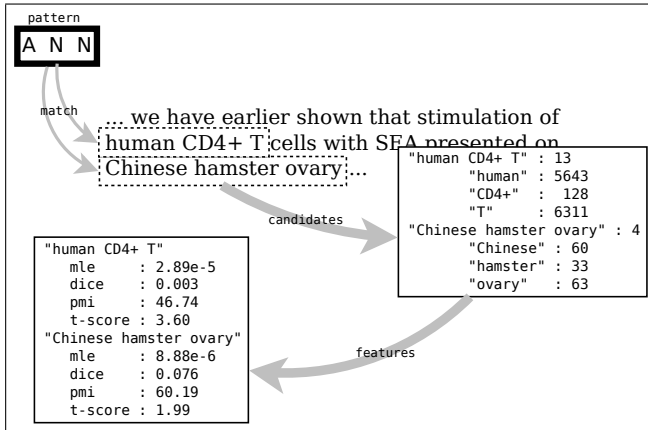 pattern
A N N
match
... we have earlier shown that stimulation of
human CD4+ T cells with SEA presented on
Chinese hamster ovary ...
candidates
"human CD4+ T" : 13
"human" : 5643
"CD4+" : 128
"T" : 6311
"Chinese hamster ovary" : 4
"Chinese" : 60
"hamster" : 33
"ovary" : 63
features
"human CD4+ T"
mle : 2.89e-5
dice : 0.003
pmi : 46.74
t-score : 3.60
"Chinese hamster ovary"
mle : 8.88e-6
dice : 0.076
pmi : 60.19
t-score : 1.99